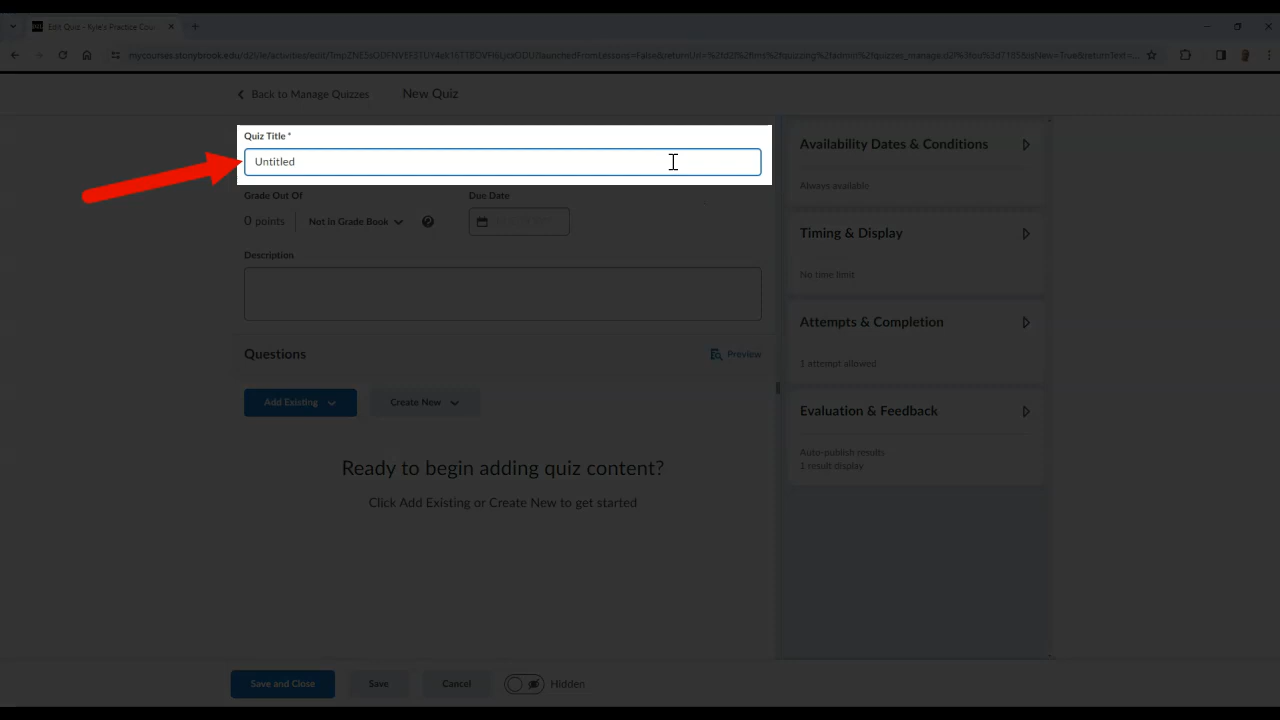 Edit Quiz - Kyle's Practice Cou
Back to Manage Quizzes
New Quiz
Quiz Title *
Untitled
Grade Out Of
0 points
Not in Grade Book
Due Date
Description
Questions
Preview
Add Existing
Create New
Ready to begin adding quiz content?
Click Add Existing or Create New to get started
Availability Dates & Conditions
Always available
Timing & Display
No time limit
Attempts & Completion
1 attempt allowed
Evaluation & Feedback
Auto-publish results
1 result display
Save and Close
Save
Cancel
Hidden